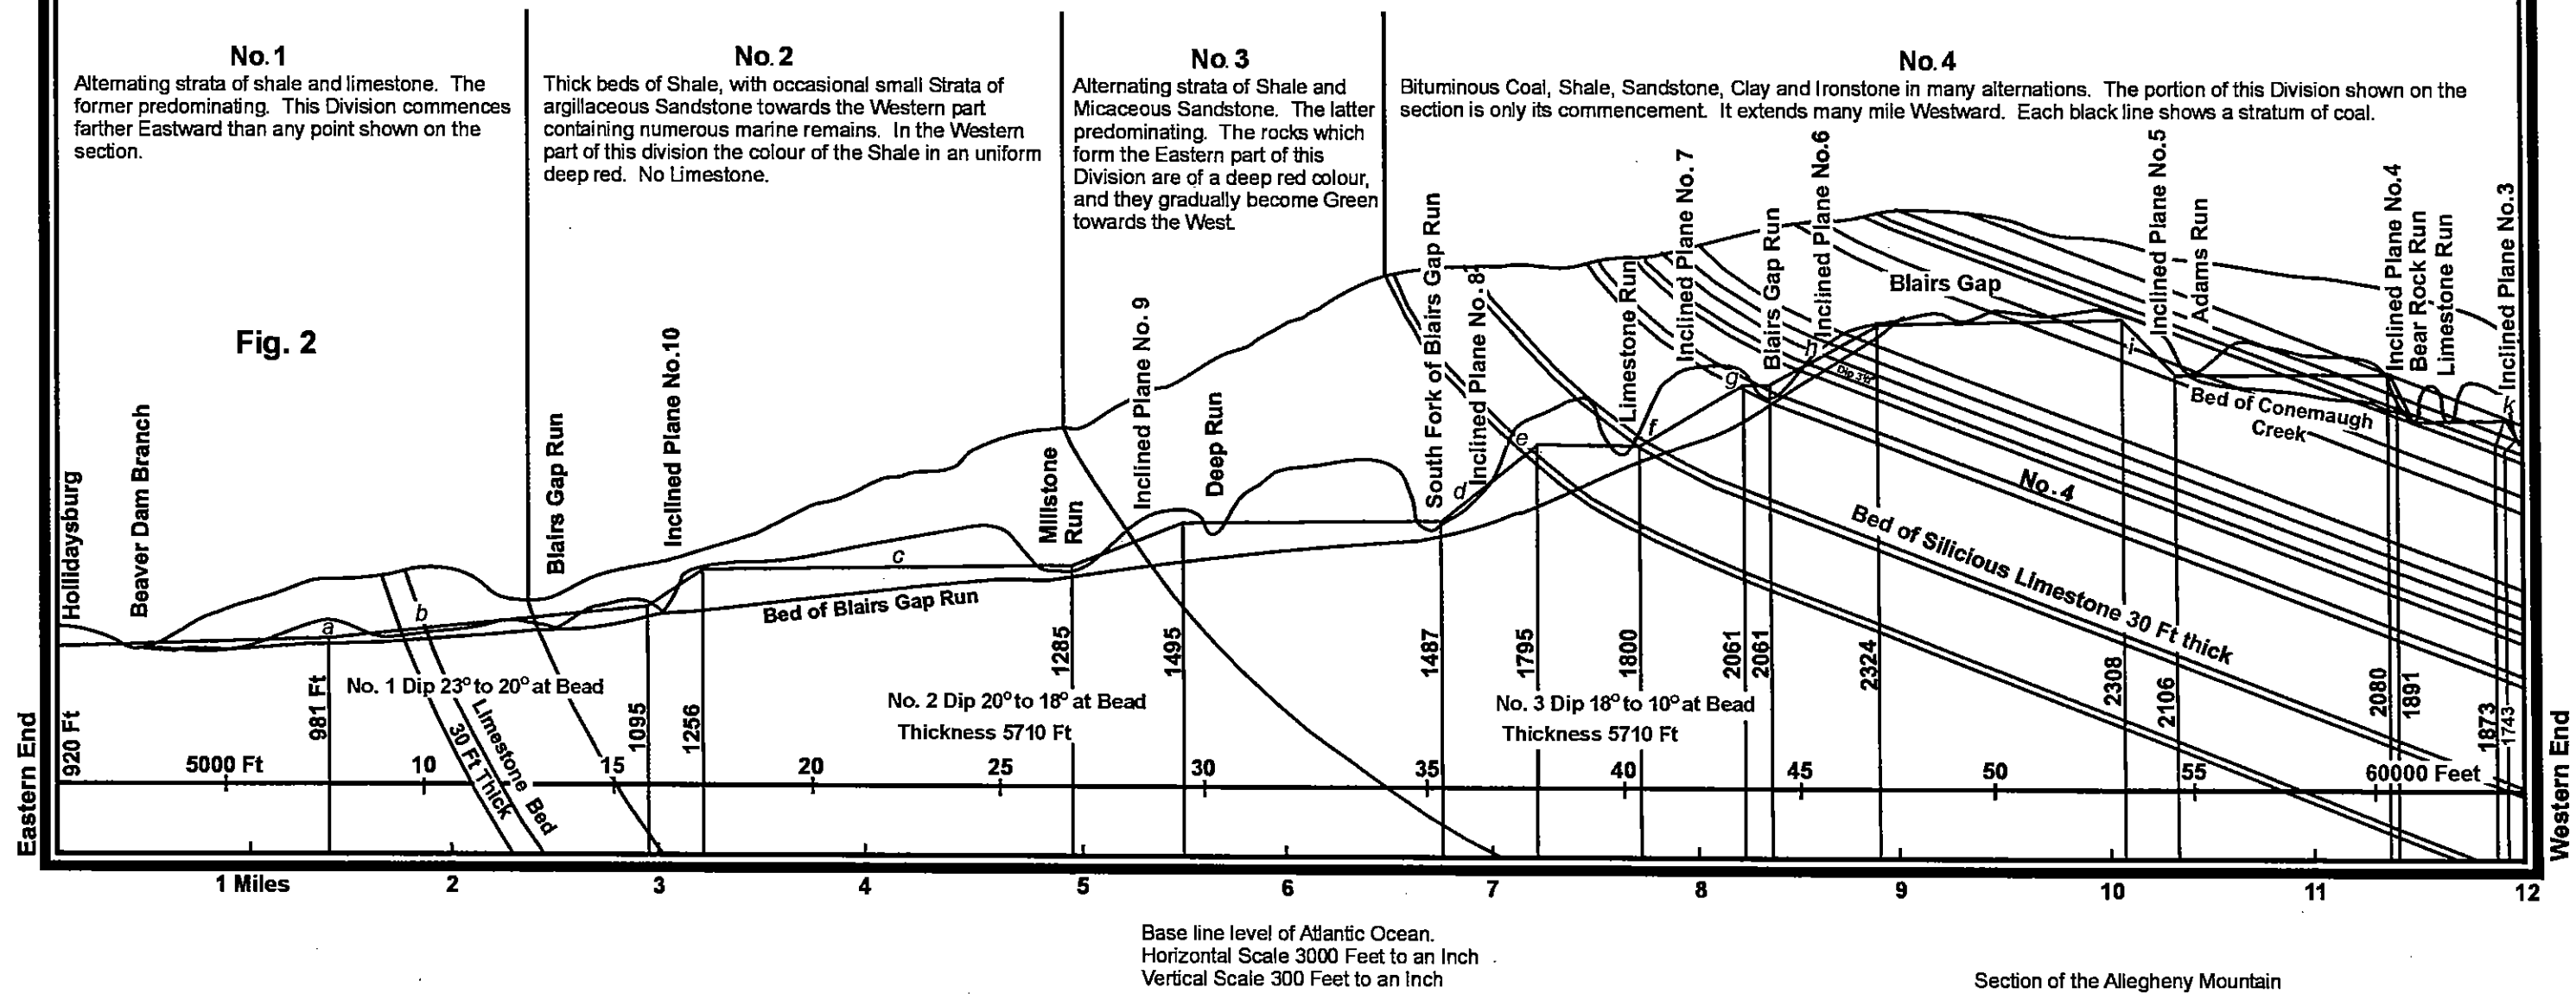 No. 1
Alternating strata of shale and limestone. The
former predominating. This Division commences
farther Eastward than any point shown on the
section.
No. 2
Thick beds of Shale, with occasional small Strata of
argillaceous Sandstone towards the Western part
containing numerous marine remains. In the Western
part of this division the colour of the Shale in an uniform
deep red. No Limestone.
No. 3
Alternating strata of Shale and
Micaceous Sandstone. The latter
predominating. The rocks which
form the Eastern part of this
Division are of a deep red colour,
and they gradually become Green
towards the West.
No. 4
Bituminous Coal, Shale, Sandstone, Clay and Ironstone in many alternations. The portion of this Division shown on the
section is only its commencement. It extends many mile Westward. Each black line shows a stratum of coal.
Fig. 2
Hollidaysburg
Beaver Dam Branch
Blairs Gap Run
Inclined Plane No.10
Millstone
Run
Inclined Plane No. 9
Deep Run
South Fork of Blairs Gap Run
Inclined Plane No. 8
Limestone Run
Inclined Plane No. 7
Blairs Gap Run
Inclined Plane No.6
Inclined Plane No.5
Adams Run
Inclined Plane No.4
Bear Rock Run
Limestone Run
Inclined Plane No.3
Blairs Gap
a
b
c
d
e
f
g
h
i
k
Dip 3½°
Bed of Blairs Gap Run
Bed of Conemaugh
Creek
No. 4
Bed of Silicious Limestone 30 Ft thick
No. 1 Dip 23° to 20° at Bead
Limestone Bed
30 Ft Thick
No. 2 Dip 20° to 18° at Bead
Thickness 5710 Ft
No. 3 Dip 18° to 10° at Bead
Thickness 5710 Ft
920 Ft
981 Ft
1095
1256
1285
1495
1487
1795
1800
2061
2061
2324
2308
2106
2080
1891
1873
1743
5000 Ft
10
15
20
25
30
35
40
45
50
55
60000 Feet
Eastern End
Western End
1 Miles
2
3
4
5
6
7
8
9
10
11
12
Base line level of Atlantic Ocean.
Horizontal Scale 3000 Feet to an Inch
Vertical Scale 300 Feet to an Inch
Section of the Allegheny Mountain